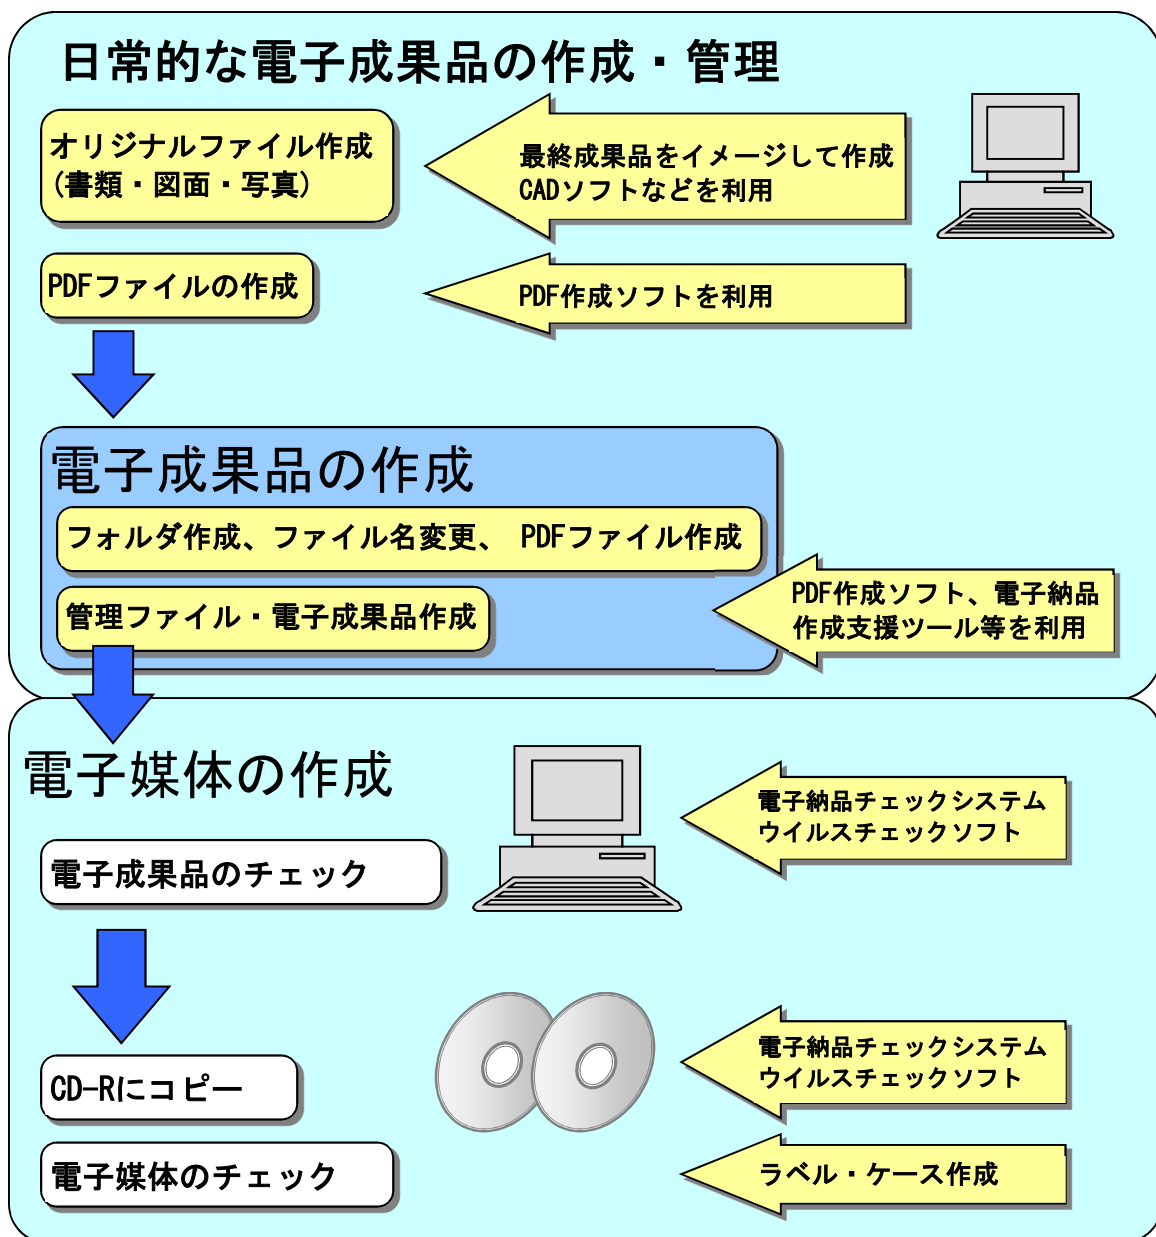 日常的な電子成果品の作成・管理
オリジナルファイル作成
(書類・図面・写真)
最終成果品をイメージして作成
CADソフトなどを利用
PDFファイルの作成
PDF作成ソフトを利用
電子成果品の作成
フォルダ作成、ファイル名変更、 PDFファイル作成
管理ファイル・電子成果品作成
PDF作成ソフト、電子納品
作成支援ツール等を利用
電子媒体の作成
電子納品チェックシステム
ウイルスチェックソフト
電子成果品のチェック
電子納品チェックシステム
ウイルスチェックソフト
CD-Rにコピー
電子媒体のチェック
ラベル・ケース作成